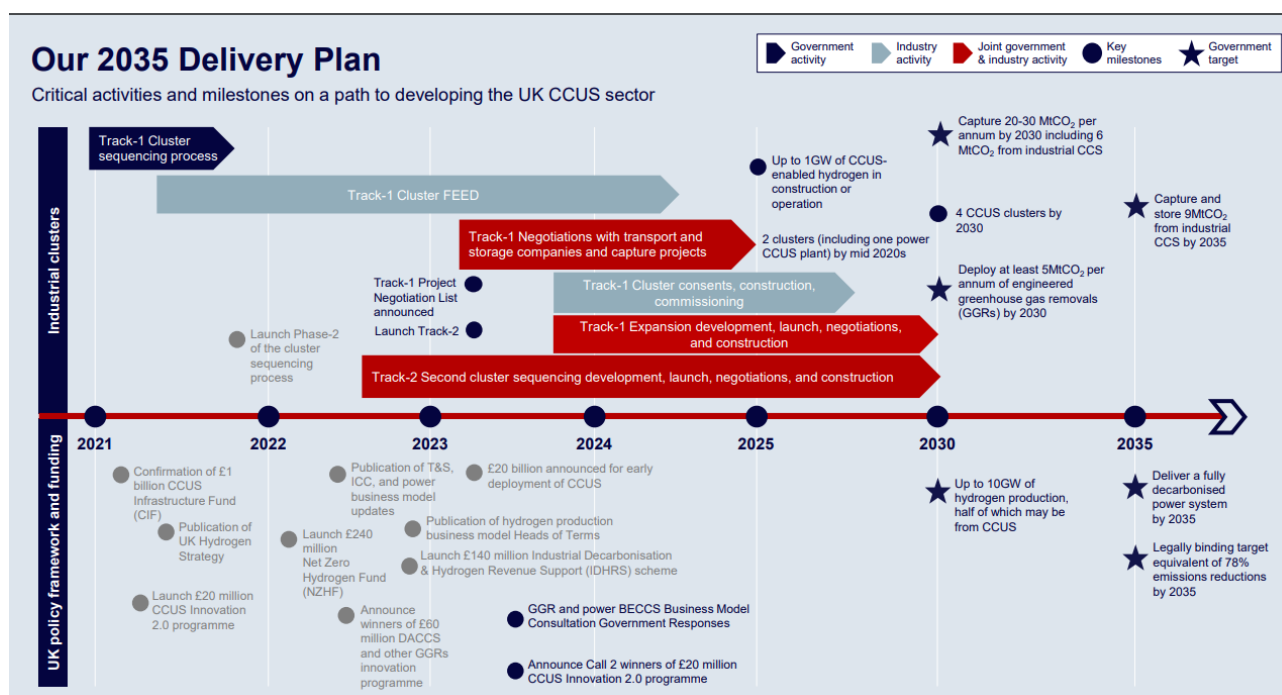 Our 2035 Delivery Plan
Critical activities and milestones on a path to developing the UK CCUS sector
Government
activity
Industry
activity
Joint government
& industry activity
Key
milestones
Government
target
Industrial clusters
Track-1 Cluster
sequencing process
Track-1 Cluster FEED
Track-1 Negotiations with transport and
storage companies and capture projects
Track-1 Project
Negotiation List
announced
Launch Track-2
Launch Phase-2
of the cluster
sequencing
process
Track-1 Cluster consents, construction,
commissioning
Track-1 Expansion development, launch, negotiations,
and construction
Track-2 Second cluster sequencing development, launch, negotiations, and construction
Up to 1GW of CCUS-
enabled hydrogen in
construction or
operation
2 clusters (including one power
CCUS plant) by mid 2020s
Capture 20-30 MtCO₂ per
annum by 2030 including 6
MtCO₂ from industrial CCS
4 CCUS clusters by
2030
Deploy at least 5MtCO₂ per
annum of engineered
greenhouse gas removals
(GGRs) by 2030
Capture and
store 9MtCO₂
from industrial
CCS by 2035
2021
2022
2023
2024
2025
2030
2035
UK policy framework and funding
Confirmation of £1
billion CCUS
Infrastructure Fund
(CIF)
Publication of
UK Hydrogen
Strategy
Launch £20 million
CCUS Innovation
2.0 programme
Launch £240
million
Net Zero
Hydrogen Fund
(NZHF)
Publication of T&S,
ICC, and power
business model
updates
Announce
winners of £60
million DACCS
and other GGRs
innovation
programme
£20 billion announced for early
deployment of CCUS
Publication of hydrogen production
business model Heads of Terms
Launch £140 million Industrial Decarbonisation
& Hydrogen Revenue Support (IDHRS) scheme
GGR and power BECCS Business Model
Consultation Government Responses
Announce Call 2 winners of £20 million
CCUS Innovation 2.0 programme
Up to 10GW of
hydrogen production,
half of which may be
from CCUS
Deliver a fully
decarbonised
power system
by 2035
Legally binding target
equivalent of 78%
emissions reductions
by 2035